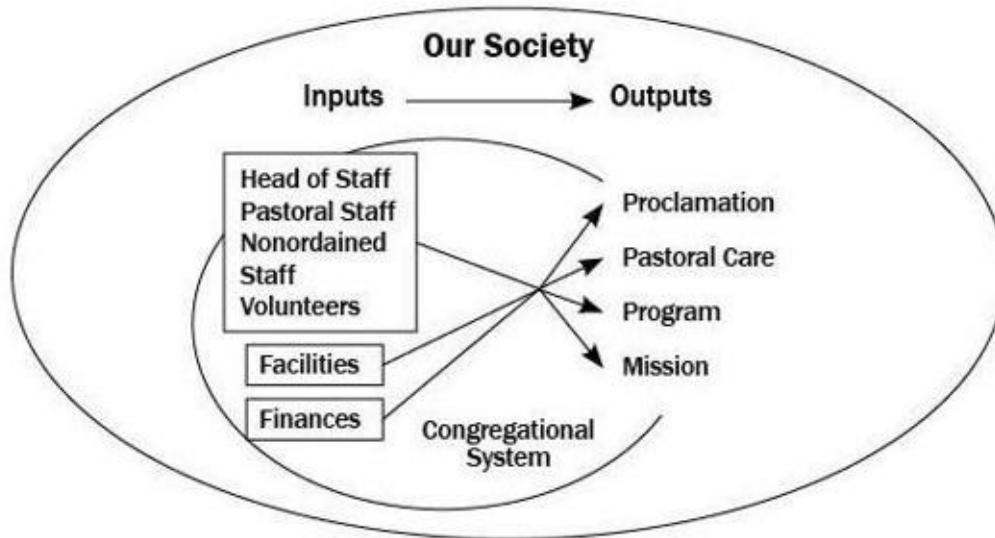 Our Society
Inputs
Outputs
Head of Staff
Pastoral Staff
Nonordained
Staff
Volunteers
Facilities
Finances
Proclamation
Pastoral Care
Program
Mission
Congregational
System